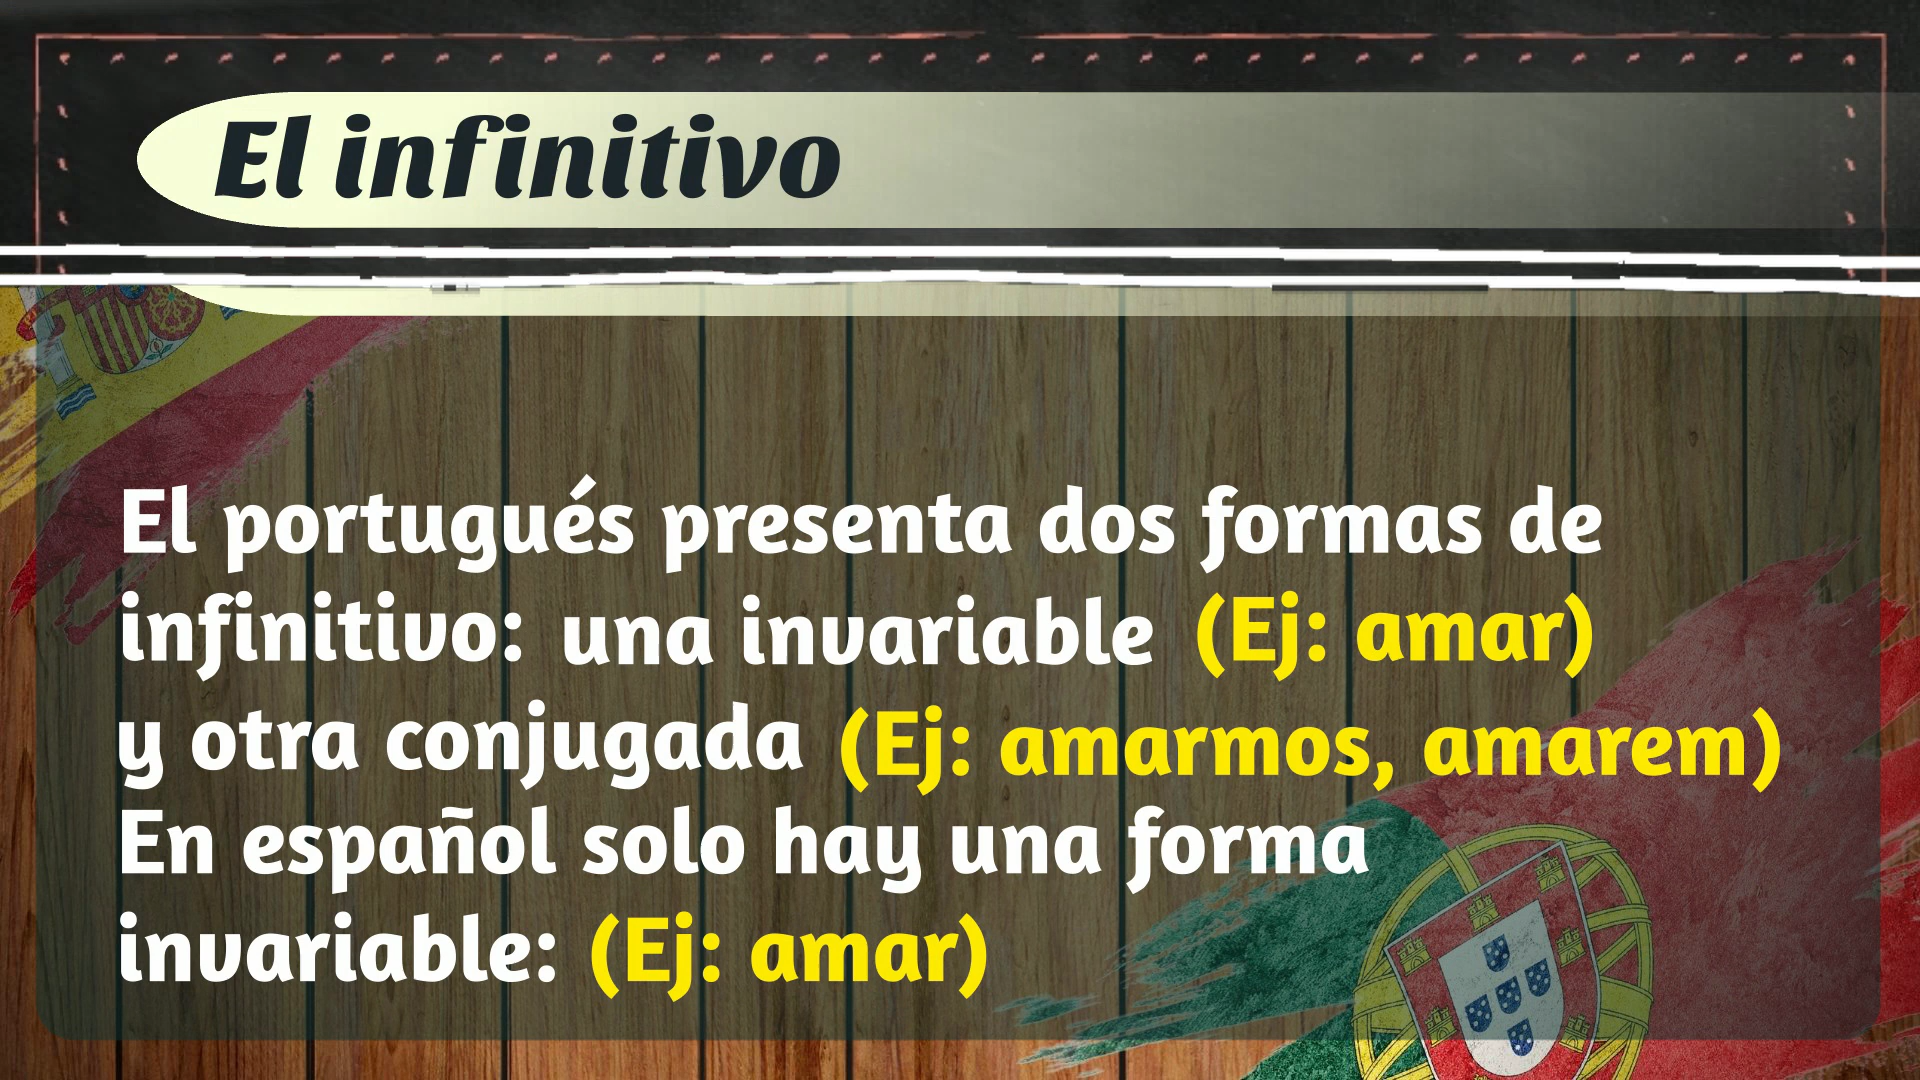 El infinitivo
El portugués presenta dos formas de
infinitivo: una invariable (Ej: amar)
y otra conjugada (Ej: amarmos, amarem)
En español solo hay una forma
invariable: (Ej: amar)